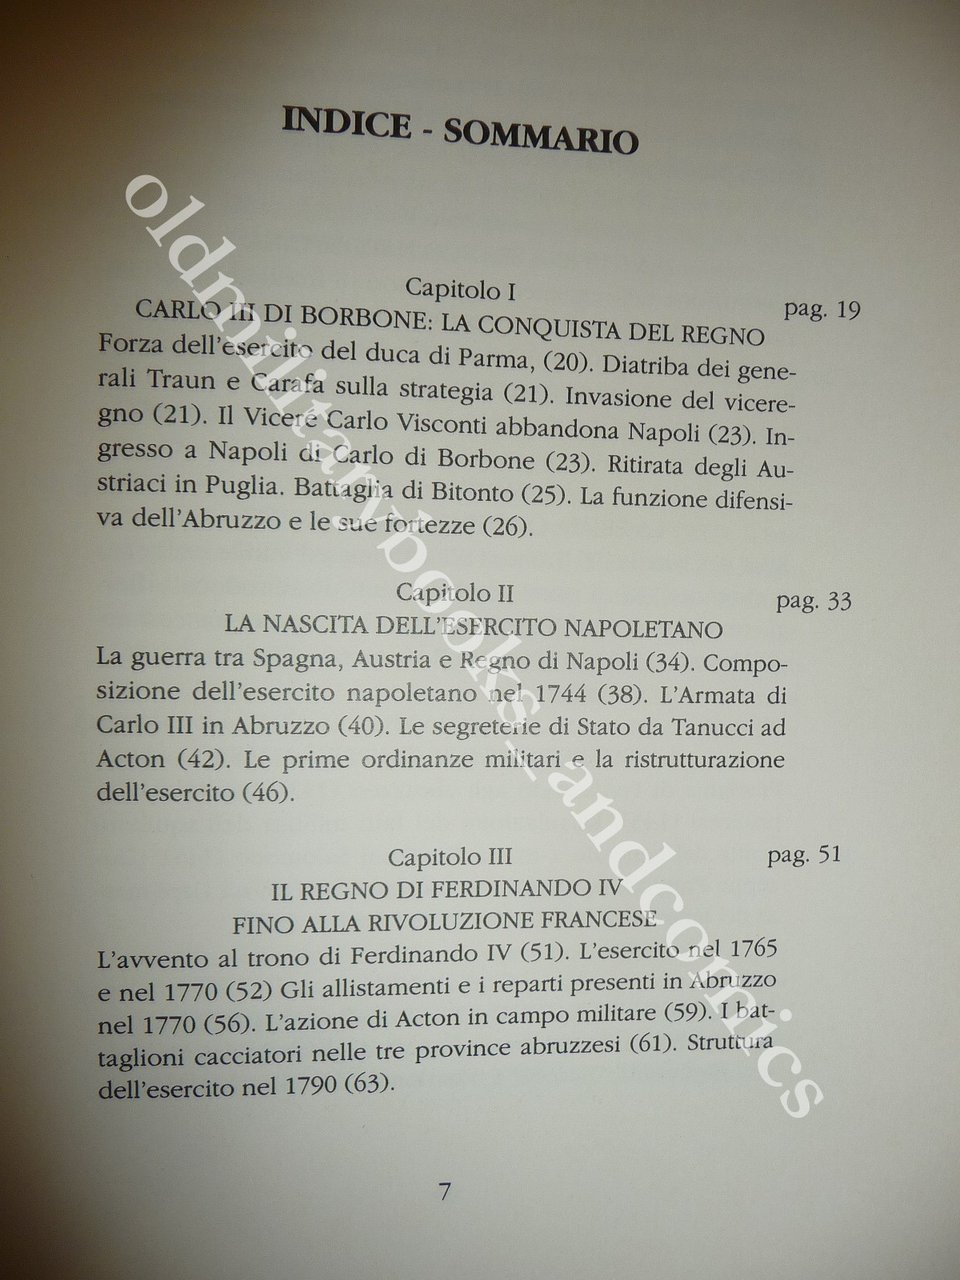 INDICE - SOMMARIO
Capitolo I
pag. 19
CARLO III DI BORBONE: LA CONQUISTA DEL REGNO
Forza dell'esercito del duca di Parma, (20). Diatriba dei gene-
rali Traun e Carafa sulla strategia (21). Invasione del vicere-
gno (21). Il Viceré Carlo Visconti abbandona Napoli (23). In-
gresso a Napoli di Carlo di Borbone (23). Ritirata degli Au-
striaci in Puglia. Battaglia di Bitonto (25). La funzione difensi-
va dell'Abruzzo e le sue fortezze (26).
Capitolo II
pag. 33
LA NASCITA DELL'ESERCITO NAPOLETANO
La guerra tra Spagna, Austria e Regno di Napoli (34). Compo-
sizione dell'esercito napoletano nel 1744 (38). L'Armata di
Carlo III in Abruzzo (40). Le segreterie di Stato da Tanucci ad
Acton (42). Le prime ordinanze militari e la ristrutturazione
dell'esercito (46).
Capitolo III
pag. 51
IL REGNO DI FERDINANDO IV
FINO ALLA RIVOLUZIONE FRANCESE
L'avvento al trono di Ferdinando IV (51). L'esercito nel 1765
e nel 1770 (52) Gli allistamenti e i reparti presenti in Abruzzo
nel 1770 (56). L'azione di Acton in campo militare (59). I bat-
taglioni cacciatori nelle tre province abruzzesi (61). Struttura
dell'esercito nel 1790 (63).
7
oldmilitarybooks_andcomics